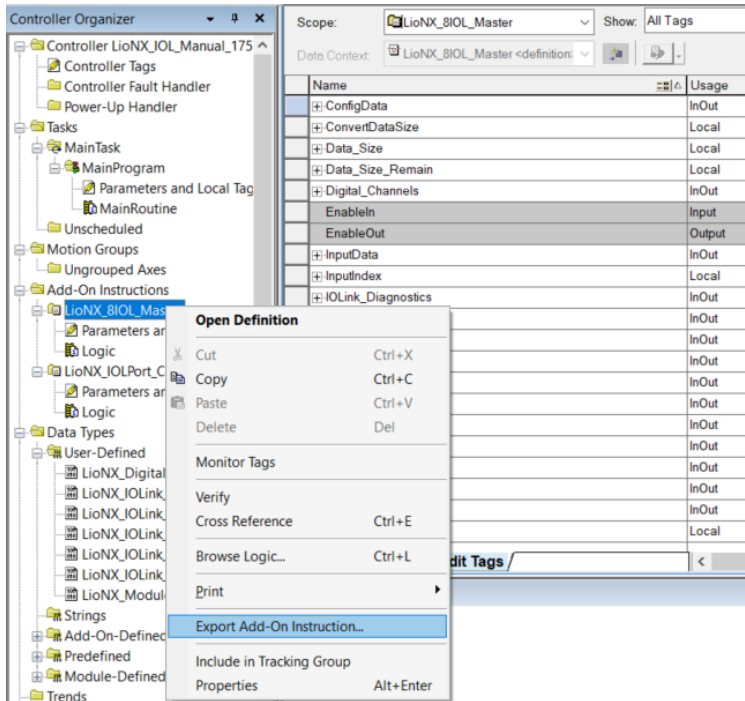 Controller Organizer
Controller LioNX_IOL_Manual_175
Controller Tags
Controller Fault Handler
Power-Up Handler
Tasks
MainTask
MainProgram
Parameters and Local Tag
MainRoutine
Unscheduled
Motion Groups
Ungrouped Axes
Add-On Instructions
LioNX_8IOL_Mas
Parameters an
Logic
LioNX_IOLPort_C
Parameters an
Logic
Data Types
User-Defined
LioNX_Digital
LioNX_IOLink_
LioNX_IOLink_
LioNX_IOLink_
LioNX_IOLink_
LioNX_IOLink_
LioNX_Modul
Strings
Add-On-Defined
Predefined
Module-Defined
Trends
Open Definition
Cut Ctrl+X
Copy Ctrl+C
Paste Ctrl+V
Delete Del
Monitor Tags
Verify
Cross Reference Ctrl+E
Browse Logic... Ctrl+L
Print
Export Add-On Instruction...
Include in Tracking Group
Properties Alt+Enter
Scope: LioNX_8IOL_Master Show: All Tags
Data Context: LioNX_8IOL_Master <definition>
Name Usage
ConfigData InOut
ConvertDataSize Local
Data_Size Local
Data_Size_Remain Local
Digital_Channels InOut
EnableIn Input
EnableOut Output
InputData InOut
InputIndex Local
IOLink_Diagnostics InOut
InOut
InOut
InOut
InOut
InOut
InOut
InOut
InOut
InOut
InOut
Local
dit Tags